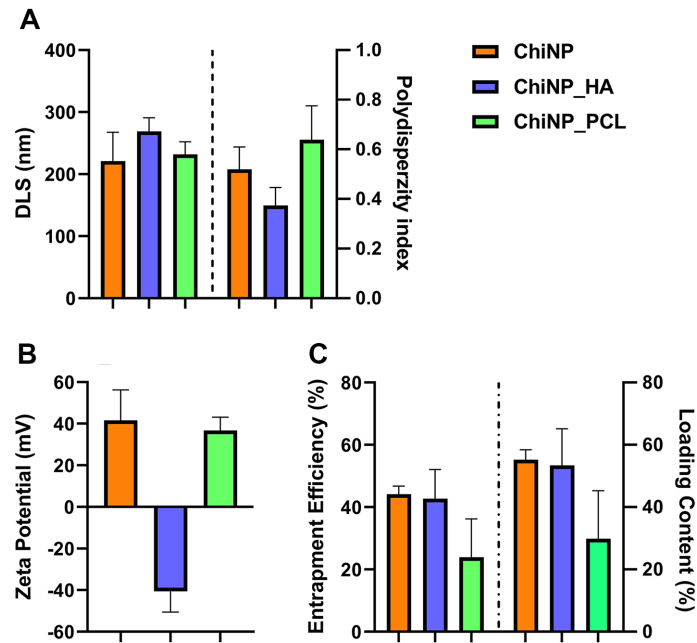 A
400
300
200
100
0
DLS (nm)
1.0
0.8
0.6
0.4
0.2
0.0
Polydisperzity index
ChiNP
ChiNP_HA
ChiNP_PCL
B
60
40
20
0
-20
-40
-60
Zeta Potential (mV)
C
80
60
40
20
0
Entrapment Efficiency (%)
80
60
40
20
0
Loading Content (%)